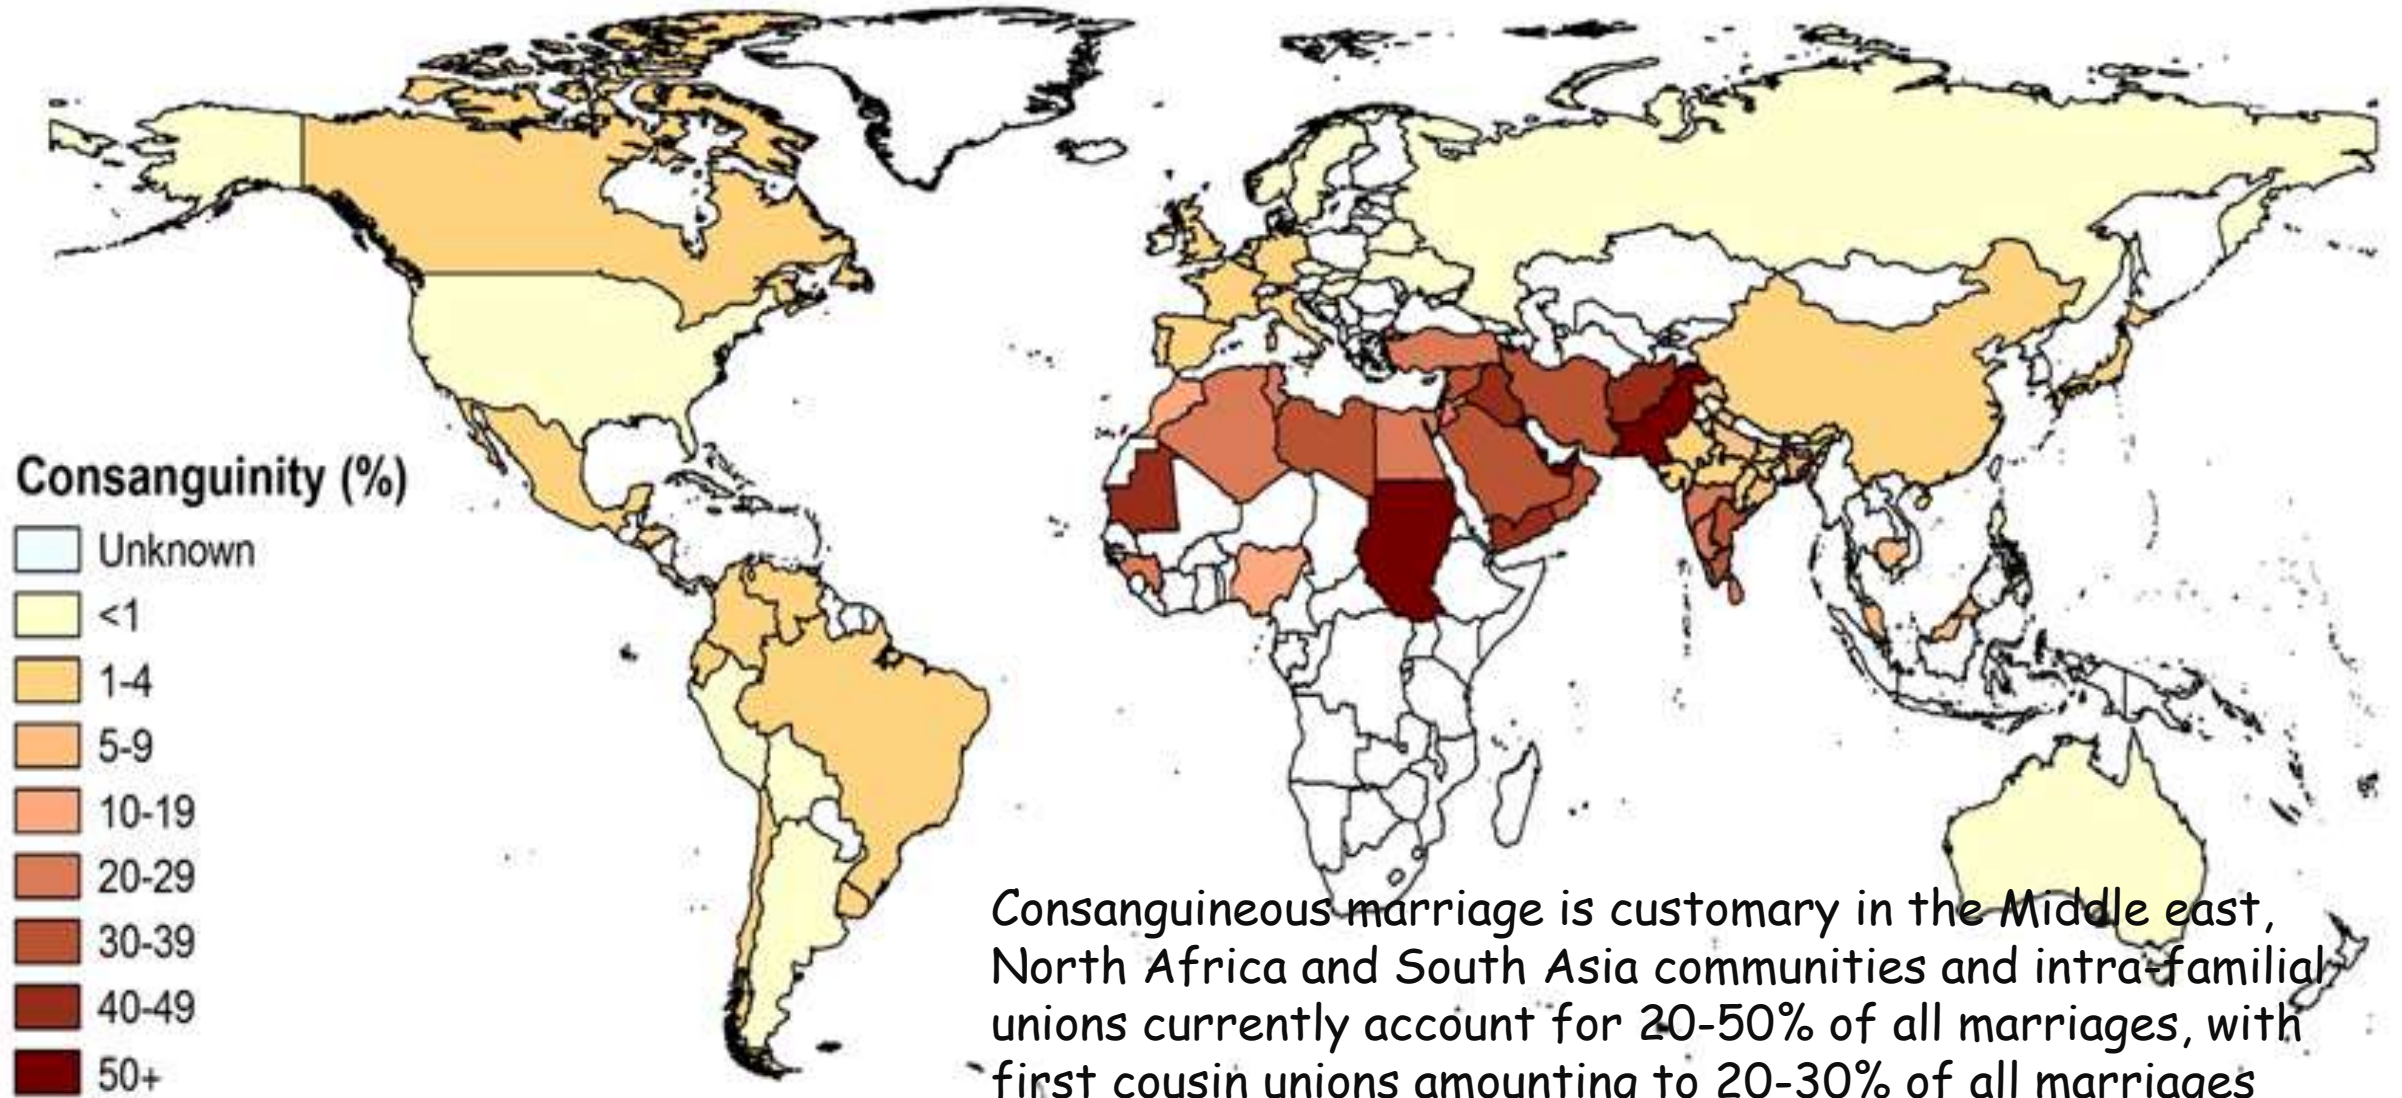 Consanguinity (%)
Unknown
<1
1-4
5-9
10-19
20-29
30-39
40-49
50+
Consanguineous marriage is customary in the Middle east,
North Africa and South Asia communities and intra-familial
unions currently account for 20-50% of all marriages, with
first cousin unions amounting to 20-30% of all marriages